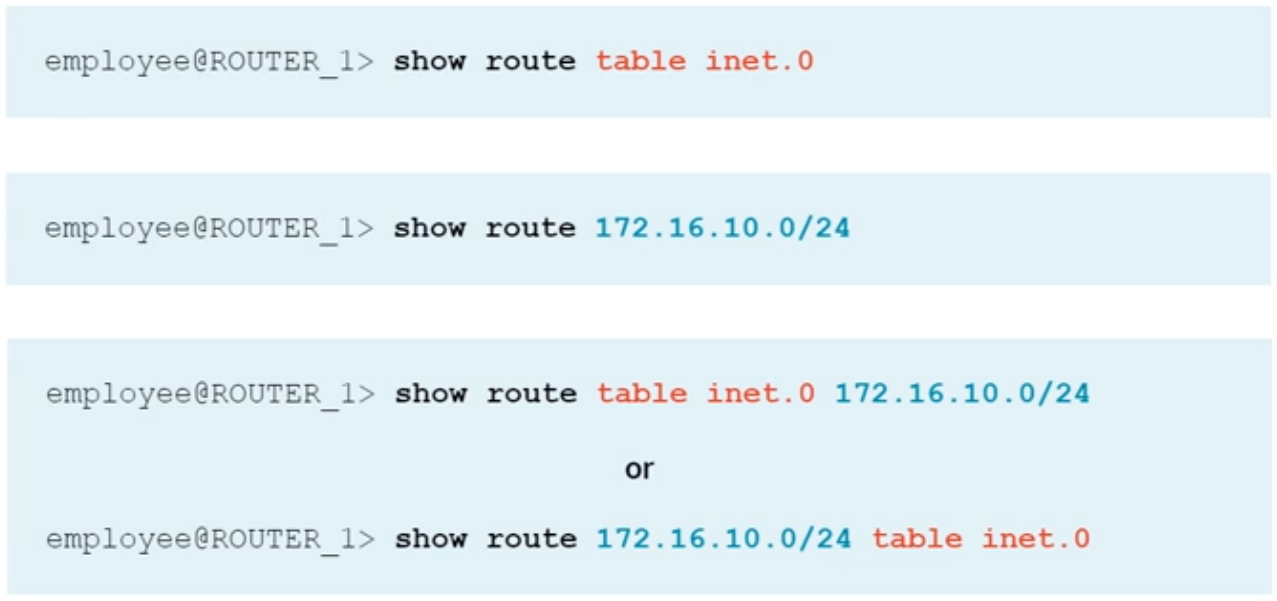 employee@ROUTER_1> show route table inet.0
employee@ROUTER_1> show route 172.16.10.0/24
employee@ROUTER_1> show route table inet.0 172.16.10.0/24
or
employee@ROUTER_1> show route 172.16.10.0/24 table inet.0